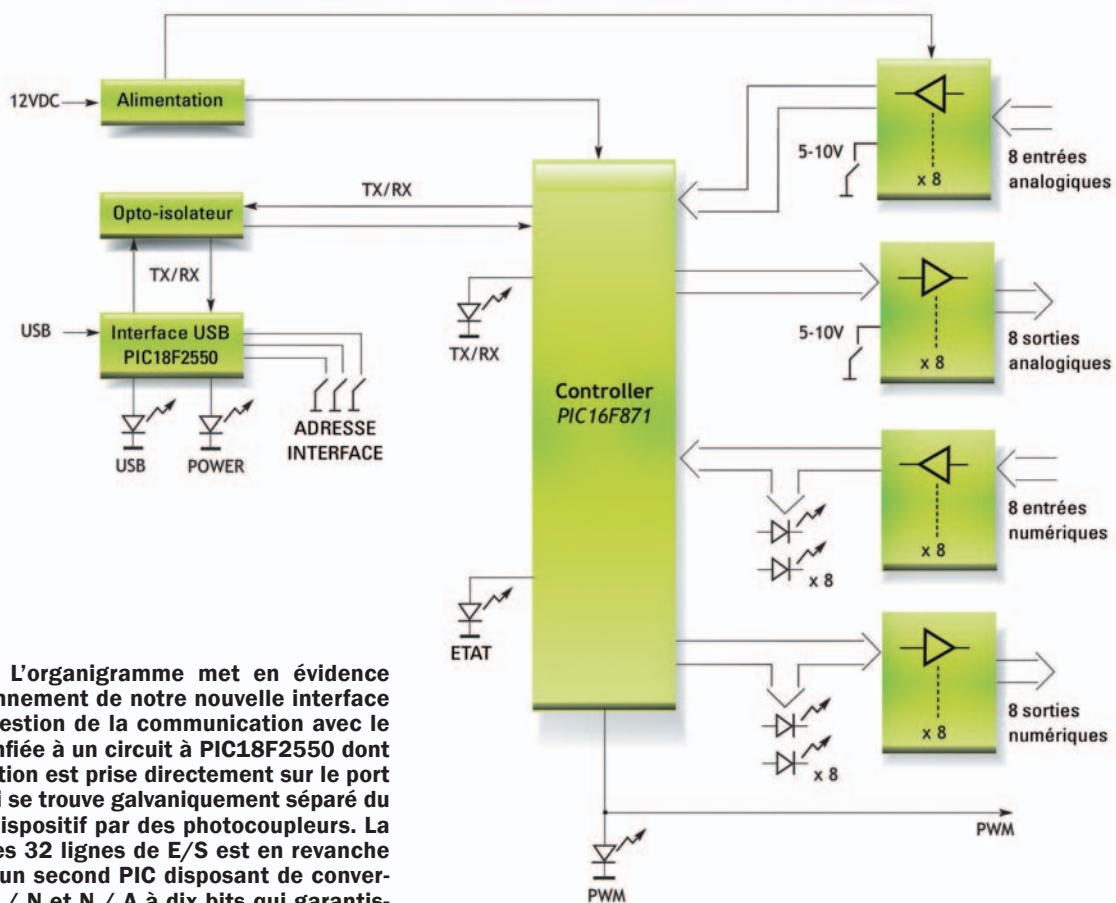 12VDC
Alimentation
Opto-isolateur
TX/RX
TX/RX
USB
Interface USB
PIC18F2550
USB
POWER
ADRESSE
INTERFACE
TX/RX
Controller
PIC16F871
ETAT
PWM
PWM
5-10V
x 8
8 entrées
analogiques
5-10V
x 8
8 sorties
analogiques
x 8
x 8
8 entrées
numériques
x 8
x 8
8 sorties
numériques
L'organigramme met en évidence
nnement de notre nouvelle interface
estion de la communication avec le
nfiée à un circuit à PIC18F2550 dont
tion est prise directement sur le port
i se trouve galvaniquement séparé du
ispositif par des photocoupleurs. La
es 32 lignes de E/S est en revanche
un second PIC disposant de conver-
/ N et N / A à dix bits qui garantis-